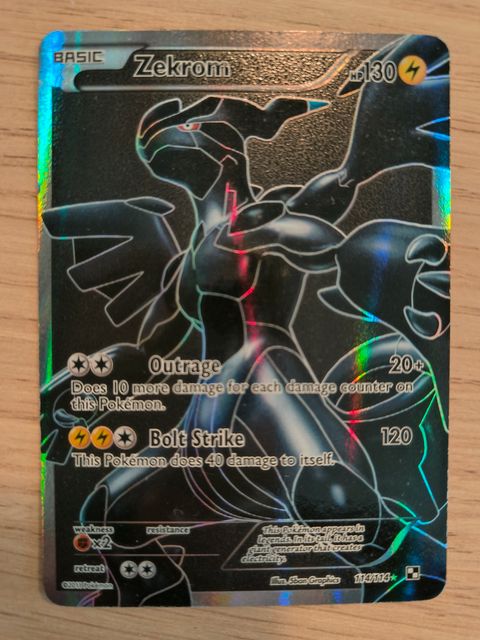 BASIC Zekrom HP130
Outrage 20+
Does 10 more damage for each damage counter on
this Pokémon.
Bolt Strike 120
This Pokémon does 40 damage to itself.
weakness resistance
×2
This Pokémon appears in
legends. In its tail, it has a
giant generator that creates
electricity.
retreat
©2011 Pokémon Illus. 5ban Graphics 114/114